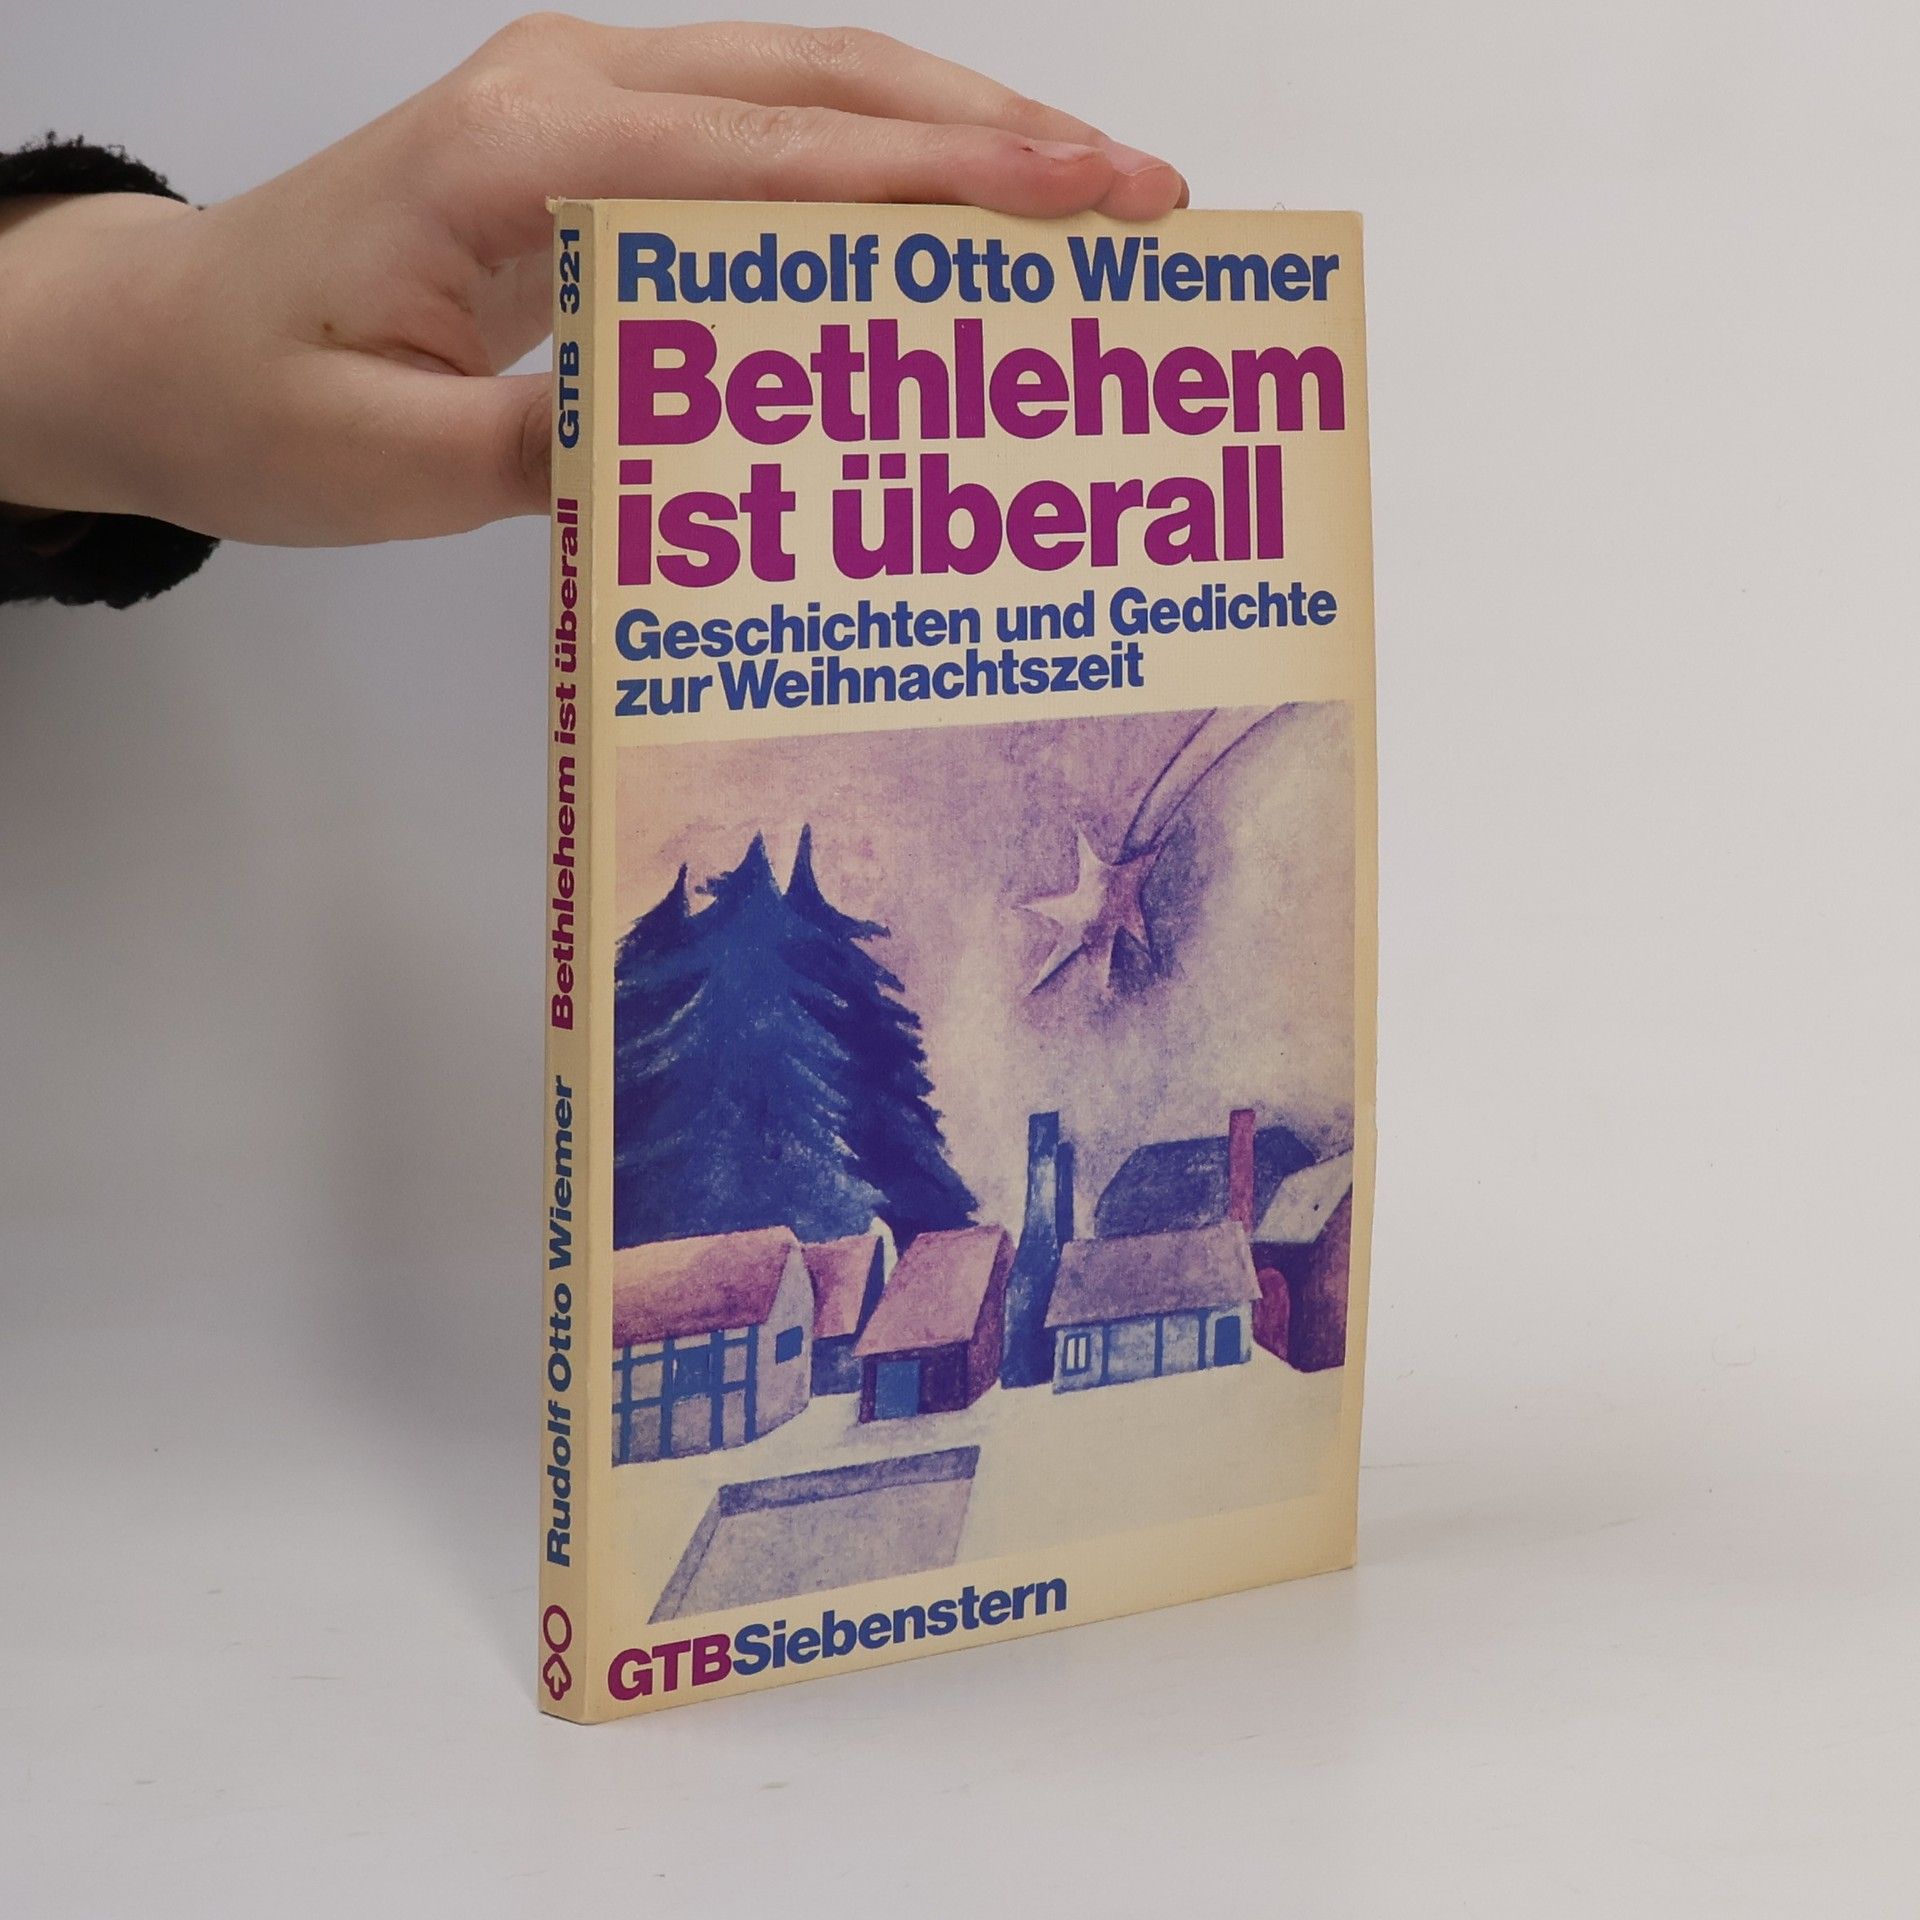 Rudolf Otto Wiemer
Bethlehem
ist überall
Geschichten und Gedichte
zur Weihnachtszeit
GTBSiebenstern
Rudolf Otto Wiemer Bethlehem ist überall GTB 321